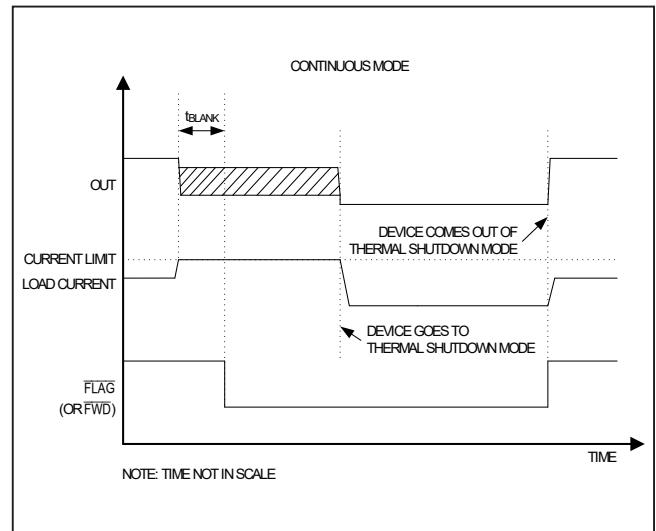 CONTINUOUS MODE
tBLANK
OUT
DEVICE COMES OUT OF
THERMAL SHUTDOWN MODE
CURRENT LIMIT
LOAD CURRENT
DEVICE GOES TO
THERMAL SHUTDOWN MODE
FLAG
(OR FWD)
TIME
NOTE: TIME NOT IN SCALE